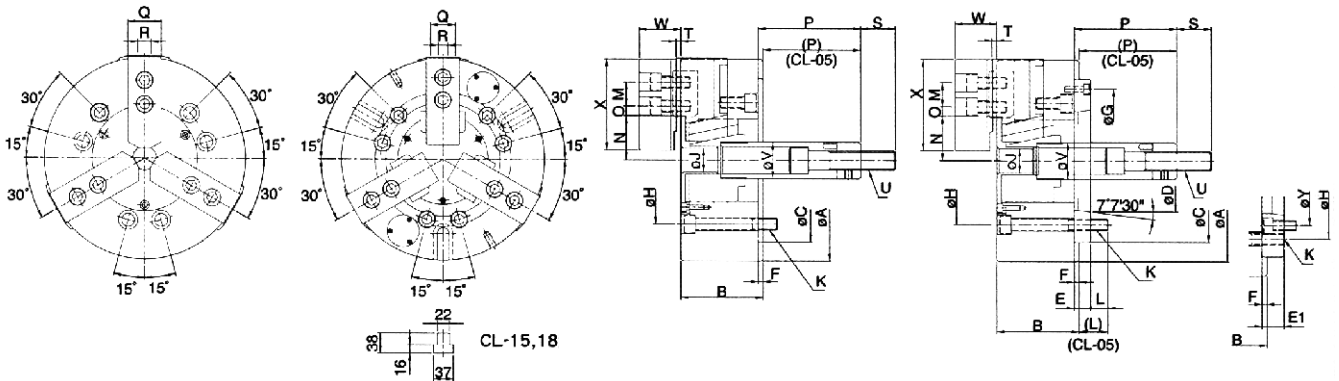 Q
R
30°
30°
15°
15°
30°
30°
15° 15°
Q
R
30°
30°
15°
15°
30°
30°
15° 15°
22
38
16
37
CL-15,18
W
T
P
S
(P)
(CL-05)
X
M
O
N
øJ
øV
U
øH
øC
øA
F
K
B
W
T
P
S
(P)
(CL-05)
X
M
O
N
øG
øJ
øV
U
øD
øH
7°7'30"
øC
øA
F
K
E
L
B
(L)
(CL-05)
øY
øH
K
F
E1
B